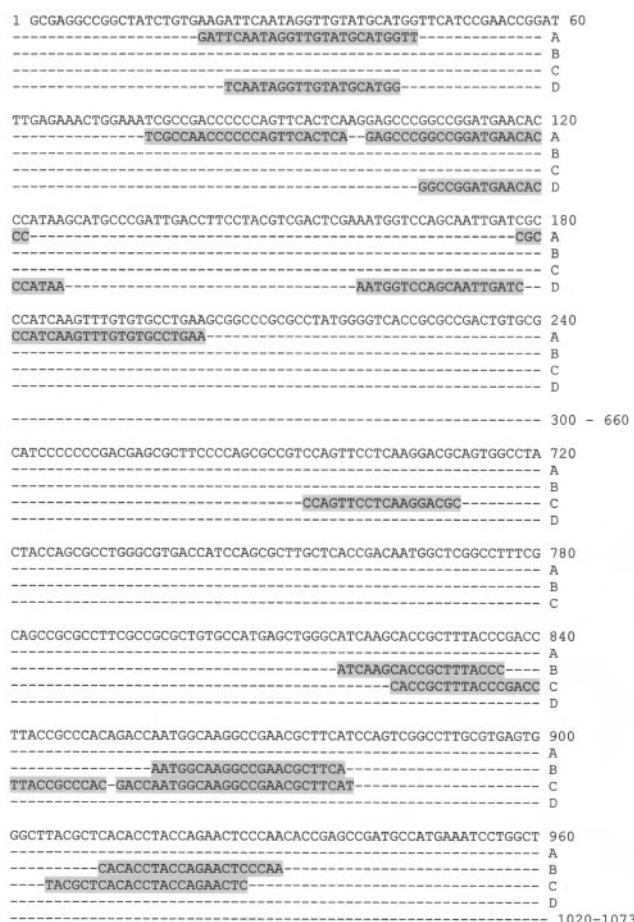 1 GCGAGGCCGGCTATCTGTGAAGATTCAATAGGTTGTATGCATGGTTCATCCGAACCGGAT 60
---------------------GATTCAATAGGTTGTATGCATGGTT-------------- A
------------------------------------------------------------ B
------------------------------------------------------------ C
------------------------TCAATAGGTTGTATGCATGG---------------- D
TTGAGAAACTGGAAATCGCCGACCCCCCAGTTCACTCAAGGAGCCCGGCCGGATGAACAC 120
---------------TCGCCAACCCCCCAGTTCACTCA--GAGCCCGGCCGGATGAACAC A
------------------------------------------------------------ B
------------------------------------------------------------ C
----------------------------------------------GGCCGGATGAACAC D
CCATAAGCATGCCCGATTGACCTTCCTACGTCGACTCGAAATGGTCCAGCAATTGATCGC 180
CC-------------------------------------------------------CGC A
------------------------------------------------------------ B
------------------------------------------------------------ C
CCATAA---------------------------------AATGGTCCAGCAATTGATC-- D
CCATCAAGTTTGTGTGCCTGAAGCGGCCCGCGCCTATGGGGTCACCGCGCCGACTGTGCG 240
CCATCAAGTTTGTGTGCCTGAA-------------------------------------- A
------------------------------------------------------------ B
------------------------------------------------------------ C
------------------------------------------------------------ D
------------------------------------------------------------ 300 - 660
CATCCCCCCCGACGAGCGCTTCCCCAGCGCCGTCCAGTTCCTCAAGGACGCAGTGGCCTA 720
------------------------------------------------------------ A
------------------------------------------------------------ B
---------------------------------CCAGTTCCTCAAGGACGC--------- C
------------------------------------------------------------ D
CTACCAGCGCCTGGGCGTGACCATCCAGCGCTTGCTCACCGACAATGGCTCGGCCTTTCG 780
------------------------------------------------------------ A
------------------------------------------------------------ B
------------------------------------------------------------ C
CAGCCGCGCCTTCGCCGCGCTGTGCCATGAGCTGGGCATCAAGCACCGCTTTACCCGACC 840
------------------------------------------------------------ A
-------------------------------------ATCAAGCACCGCTTTACCC---- B
-------------------------------------------CACCGCTTTACCCGACC C
------------------------------------------------------------ D
TTACCGCCCACAGACCAATGGCAAGGCCGAACGCTTCATCCAGTCGGCCTTGCGTGAGTG 900
------------------------------------------------------------ A
----------------AATGGCAAGGCCGAACGCTTCA---------------------- B
TTACCGCCCAC-GACCAATGGCAAGGCCGAACGCTTCAT--------------------- C
------------------------------------------------------------ D
GGCTTACGCTCACACCTACCAGAACTCCCAACACCGAGCCGATGCCATGAAATCCTGGCT 960
------------------------------------------------------------ A
----------CACACCTACCAGAACTCCCAA----------------------------- B
----TACGCTCACACCTACCAGAACTC--------------------------------- C
------------------------------------------------------------ D
------------------------------------------------------------ 1020-1073